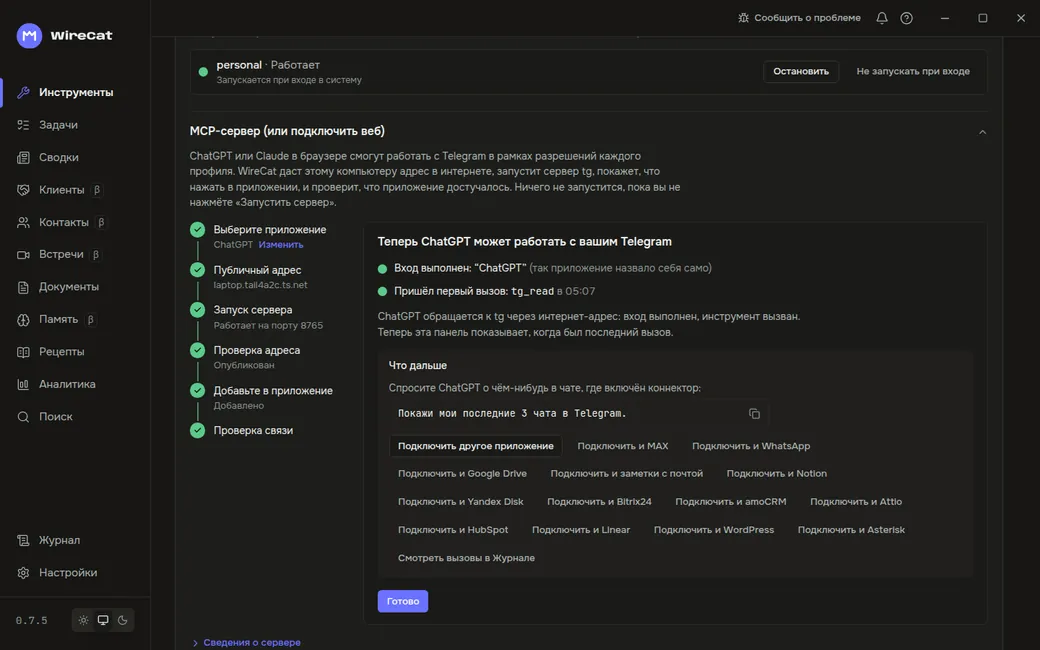 WireCat
Сообщить о проблеме
Инструменты
Задачи
Сводки
Клиенты β
Контакты β
Встречи β
Документы
Память β
Рецепты
Аналитика
Поиск
Журнал
Настройки
0.7.5
personal · Работает
Запускается при входе в систему
Остановить
Не запускать при входе
MCP-сервер (или подключить веб)
ChatGPT или Claude в браузере смогут работать с Telegram в рамках разрешений каждого
профиля. WireCat даст этому компьютеру адрес в интернете, запустит сервер tg, покажет, что
нажать в приложении, и проверит, что приложение достучалось. Ничего не запустится, пока вы не
нажмёте «Запустить сервер».
Выберите приложение
ChatGPT Изменить
Публичный адрес
laptop.tail4a2c.ts.net
Запуск сервера
Работает на порту 8765
Проверка адреса
Опубликован
Добавьте в приложение
Добавлено
Проверка связи
Теперь ChatGPT может работать с вашим Telegram
Вход выполнен: “ChatGPT” (так приложение назвало себя само)
Пришёл первый вызов: tg_read в 05:07
ChatGPT обращается к tg через интернет-адрес: вход выполнен, инструмент вызван.
Теперь эта панель показывает, когда был последний вызов.
Что дальше
Спросите ChatGPT о чём-нибудь в чате, где включён коннектор:
Покажи мои последние 3 чата в Telegram.
Подключить другое приложение Подключить и MAX Подключить и WhatsApp
Подключить и Google Drive Подключить и заметки с почтой Подключить и Notion
Подключить и Yandex Disk Подключить и Bitrix24 Подключить и amoCRM Подключить и Attio
Подключить и HubSpot Подключить и Linear Подключить и WordPress Подключить и Asterisk
Смотреть вызовы в Журнале
Готово
Сведения о сервере